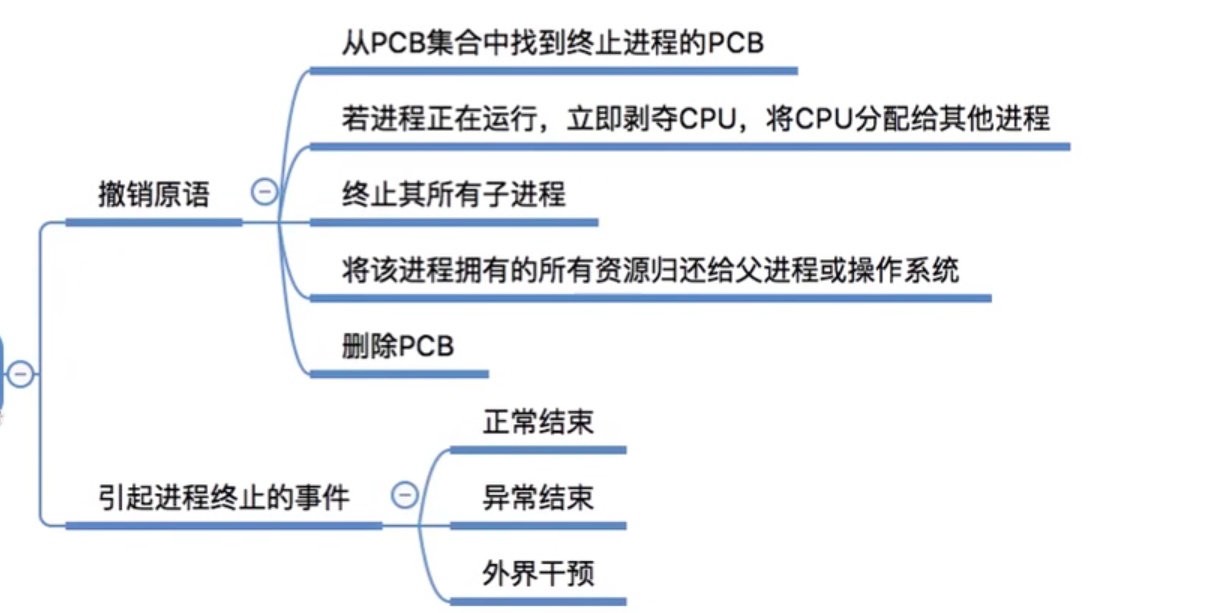 从PCB集合中找到终止进程的PCB
若进程正在运行，立即剥夺CPU，将CPU分配给其他进程
撤销原语
终止其所有子进程
将该进程拥有的所有资源归还给父进程或操作系统
删除PCB
正常结束
引起进程终止的事件
异常结束
外界干预